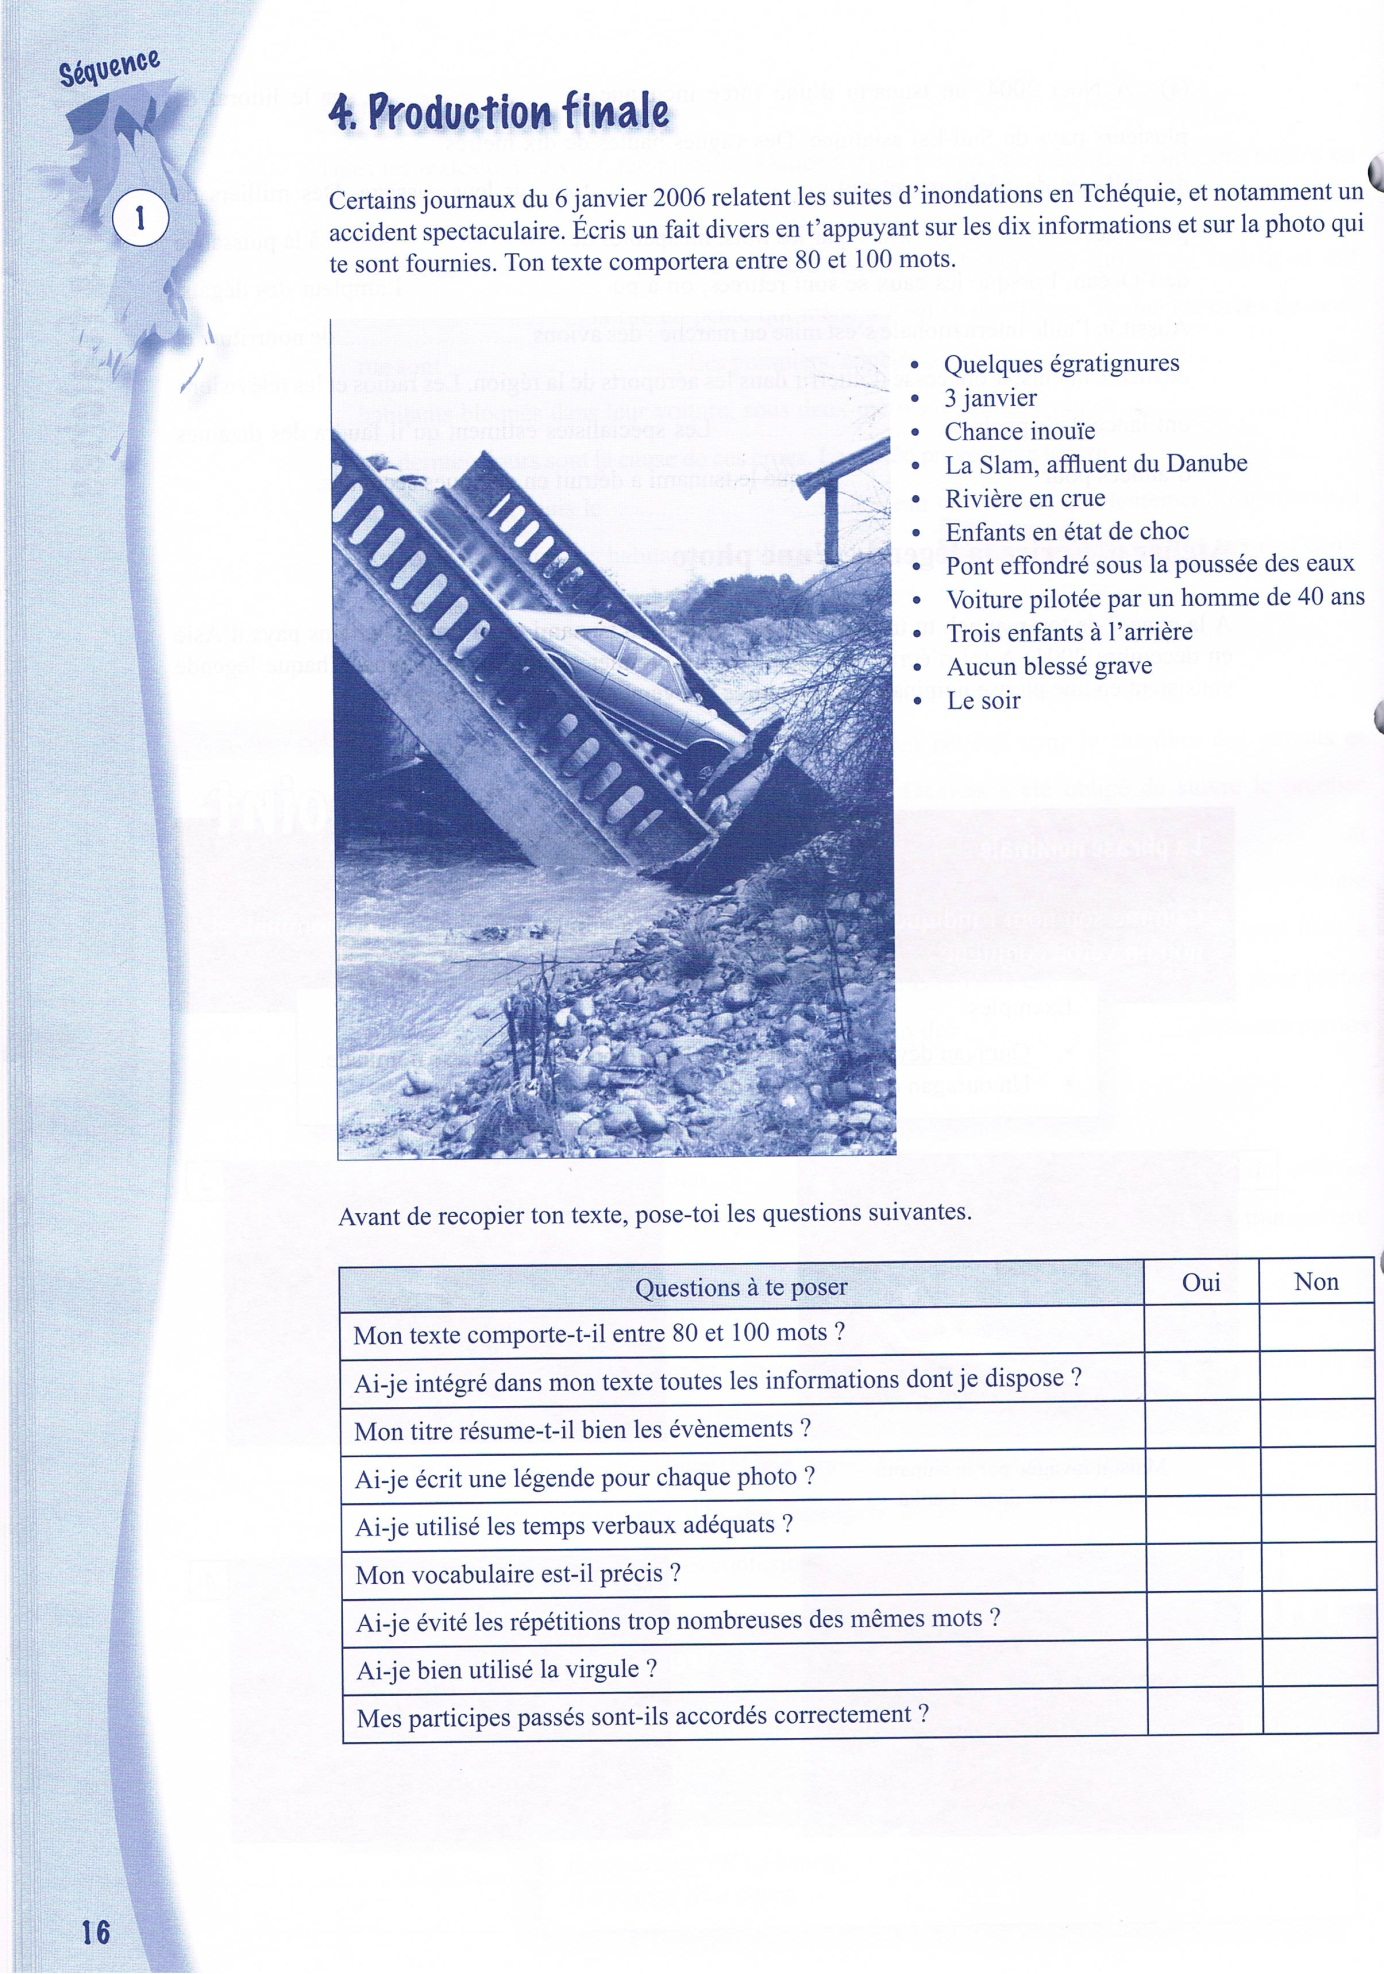 Séquence
1
4. Production finale
Certains journaux du 6 janvier 2006 relatent les suites d'inondations en Tchéquie, et notamment un
accident spectaculaire. Écris un fait divers en t'appuyant sur les dix informations et sur la photo qui
te sont fournies. Ton texte comportera entre 80 et 100 mots.
• Quelques égratignures
• 3 janvier
• Chance inouïe
• La Slam, affluent du Danube
• Rivière en crue
• Enfants en état de choc
• Pont effondré sous la poussée des eaux
• Voiture pilotée par un homme de 40 ans
• Trois enfants à l'arrière
• Aucun blessé grave
• Le soir
Avant de recopier ton texte, pose-toi les questions suivantes.
Questions à te poser Oui Non
Mon texte comporte-t-il entre 80 et 100 mots ?
Ai-je intégré dans mon texte toutes les informations dont je dispose ?
Mon titre résume-t-il bien les évènements ?
Ai-je écrit une légende pour chaque photo ?
Ai-je utilisé les temps verbaux adéquats ?
Mon vocabulaire est-il précis ?
Ai-je évité les répétitions trop nombreuses des mêmes mots ?
Ai-je bien utilisé la virgule ?
Mes participes passés sont-ils accordés correctement ?
16